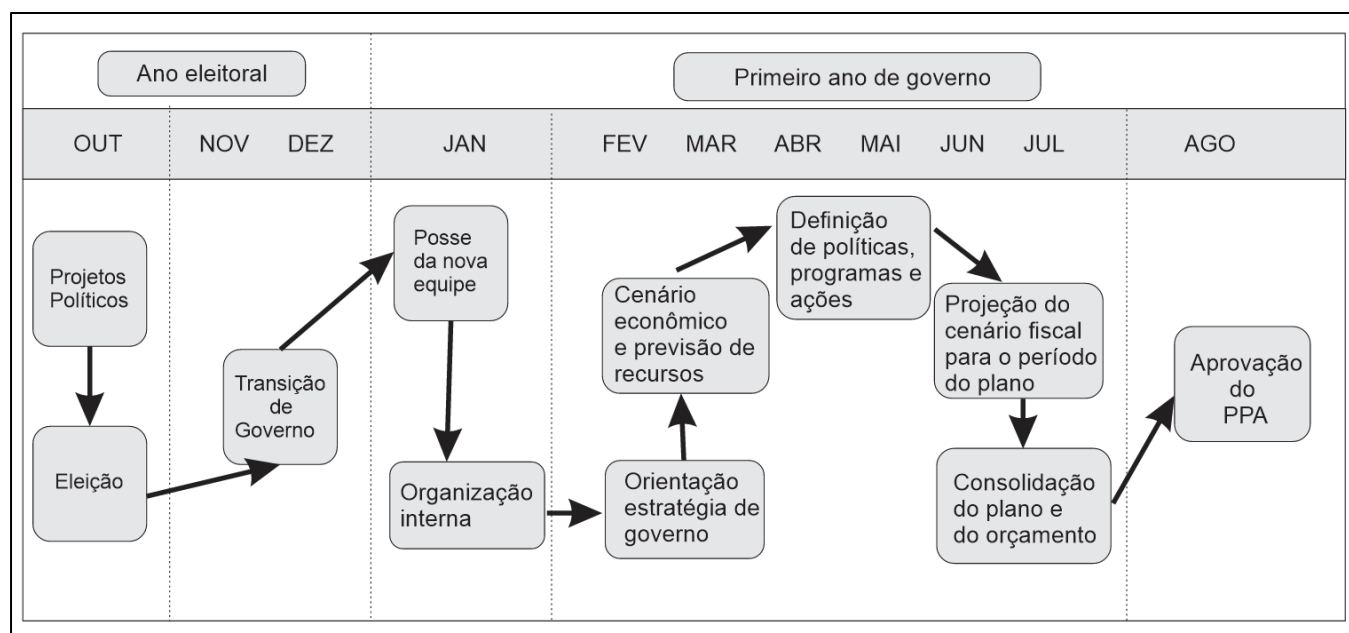 Ano eleitoral
Primeiro ano de governo
OUT
NOV
DEZ
JAN
FEV
MAR
ABR
MAI
JUN
JUL
AGO
Projetos
Políticos
Eleição
Transição
de
Governo
Posse
da nova
equipe
Organização
interna
Orientação
estratégia de
governo
Cenário
econômico
e previsão de
recursos
Definição
de políticas,
programas e
ações
Projeção do
cenário fiscal
para o período
do plano
Consolidação
do plano e
do orçamento
Aprovação
do
PPA